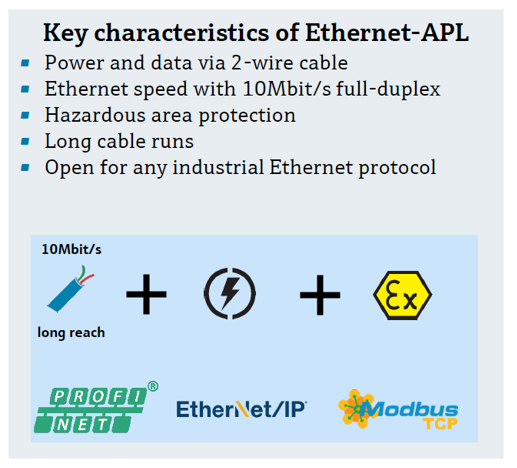 Key characteristics of Ethernet-APL
Power and data via 2-wire cable
Ethernet speed with 10Mbit/s full-duplex
Hazardous area protection
Long cable runs
Open for any industrial Ethernet protocol
10Mbit/s
Ex
long reach
PROFI®
NET
EtherNet/IP
Modbus
TCP